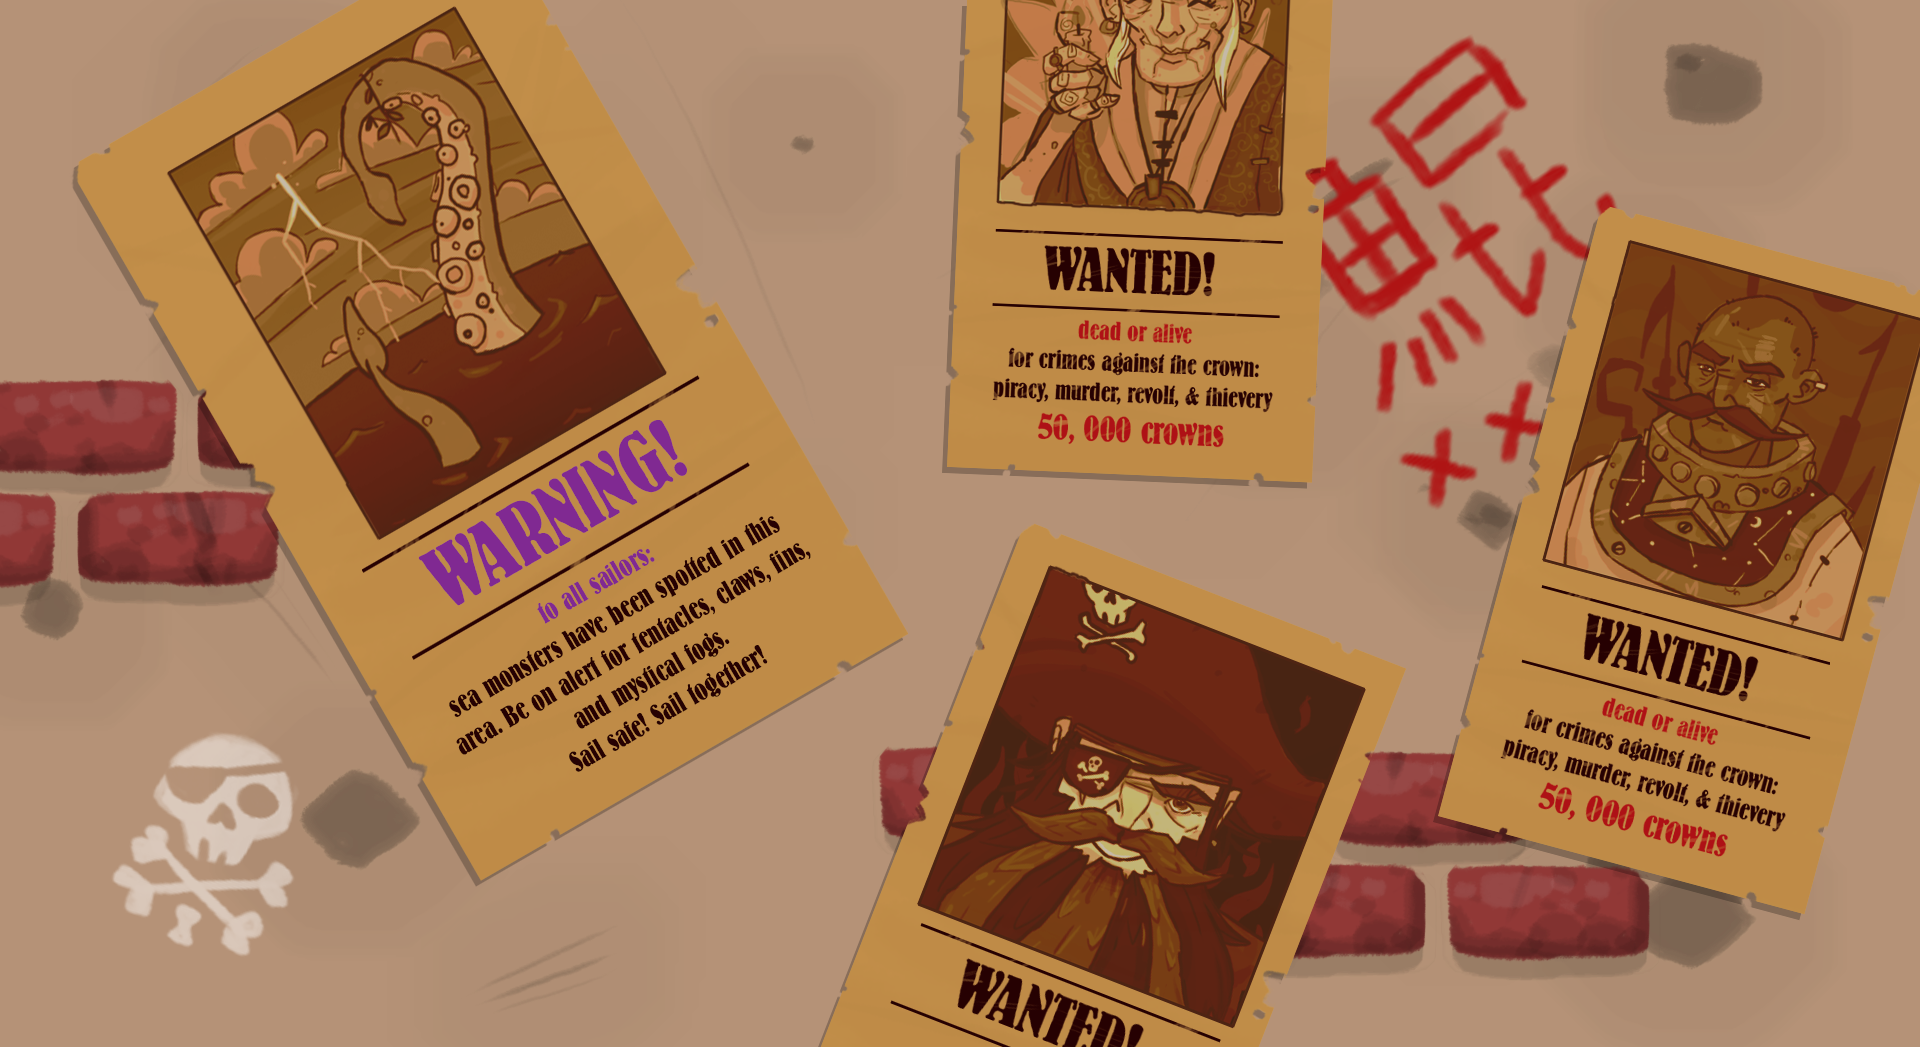 WARNING!
to all sailors:
sea monsters have been spotted in this
area. Be on alert for tentacles, claws, fins,
and mystical fogs.
Sail safe! Sail together!
WANTED!
dead or alive
for crimes against the crown:
piracy, murder, revolt, & thievery
50, 000 crowns
WANTED!
dead or alive
for crimes against the crown:
piracy, murder, revolt, & thievery
50, 000 crowns
WANTED!